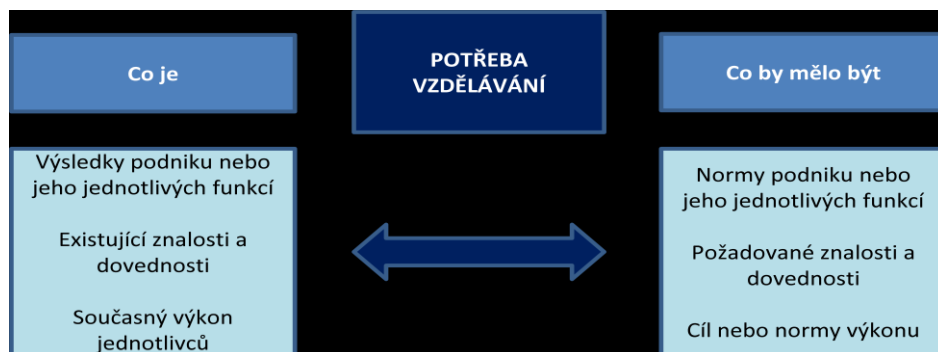 Co je
POTŘEBA
VZDĚLÁVÁNÍ
Co by mělo být
Výsledky podniku nebo
jeho jednotlivých funkcí
Existující znalosti a
dovednosti
Současný výkon
jednotlivců
Normy podniku nebo
jeho jednotlivých funkcí
Požadované znalosti a
dovednosti
Cíl nebo normy výkonu